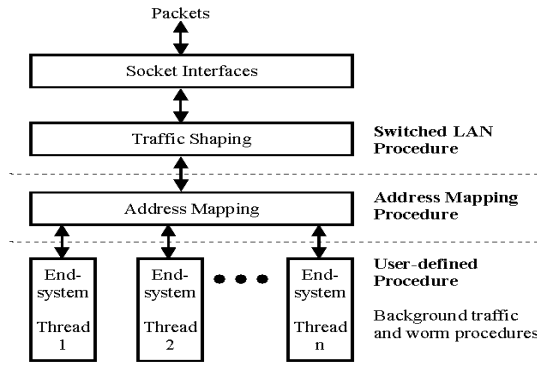 Packets
Socket Interfaces
Traffic Shaping
Switched LAN
Procedure
Address Mapping
Address Mapping
Procedure
End-
system
Thread
1
End-
system
Thread
2
End-
system
Thread
n
User-defined
Procedure
Background traffic
and worm procedures